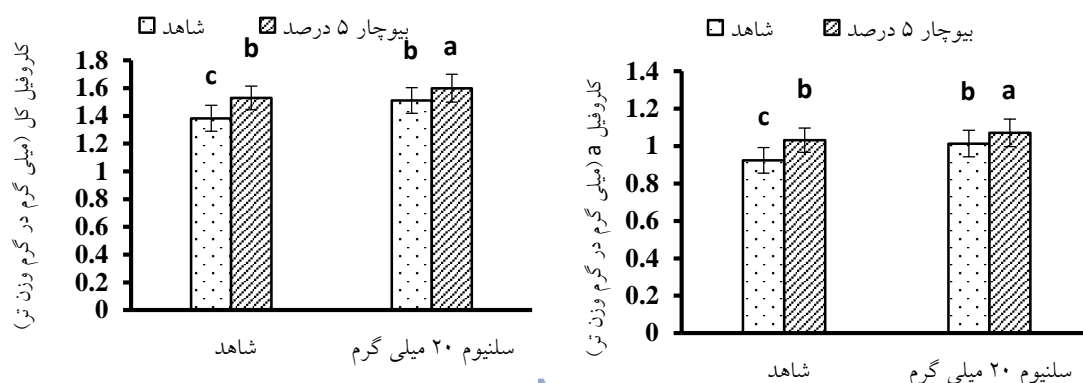 شاهد بیوچار ۵ درصد
کلروفیل کل (میلی گرم در گرم وزن تر)
1.8
1.6
1.4
1.2
1
0.8
0.6
0.4
0.2
0
c b b a
شاهد سلنیوم ۲۰ میلی گرم
شاهد بیوچار ۵ درصد
کلروفیل a (میلی گرم در گرم وزن تر)
1.4
1.2
1
0.8
0.6
0.4
0.2
0
c b b a
شاهد سلنیوم ۲۰ میلی گرم